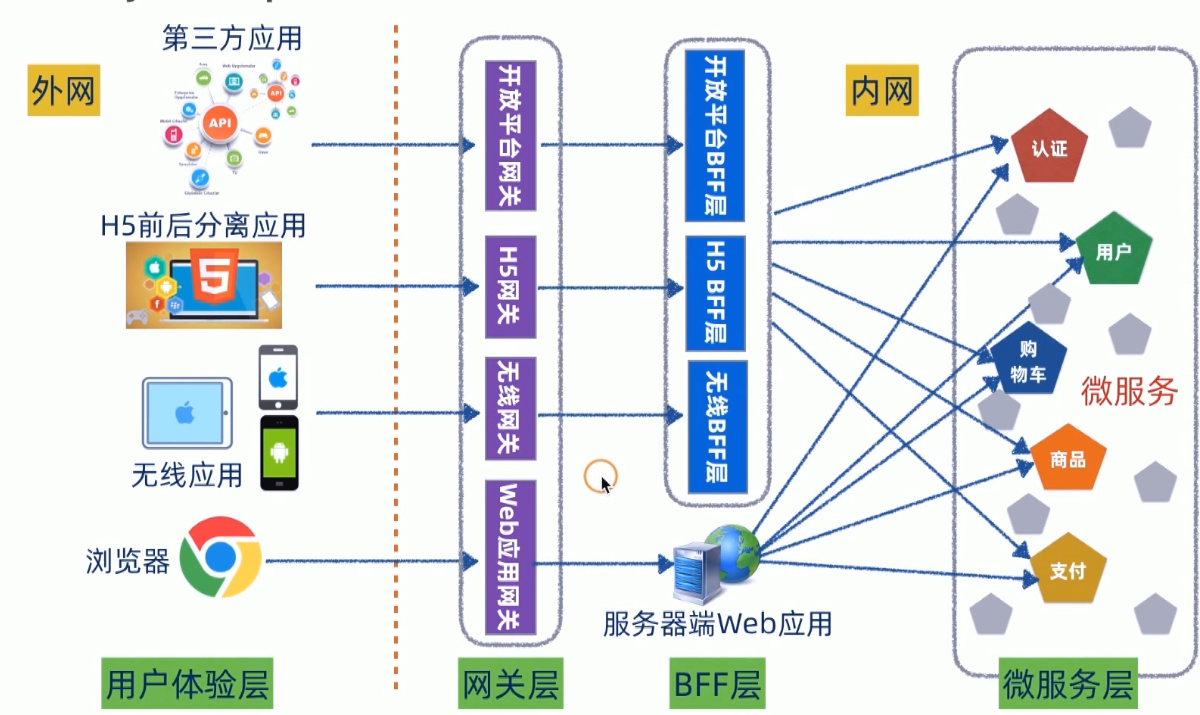 第三方应用
外网
API
API
H5前后分离应用
5
无线应用
浏览器
用户体验层
开放平台网关
H5网关
无线网关
Web应用网关
网关层
开放平台BFF层
H5 BFF层
无线BFF层
服务器端Web应用
BFF层
内网
认证
用户
购
物车
微服务
商品
支付
微服务层